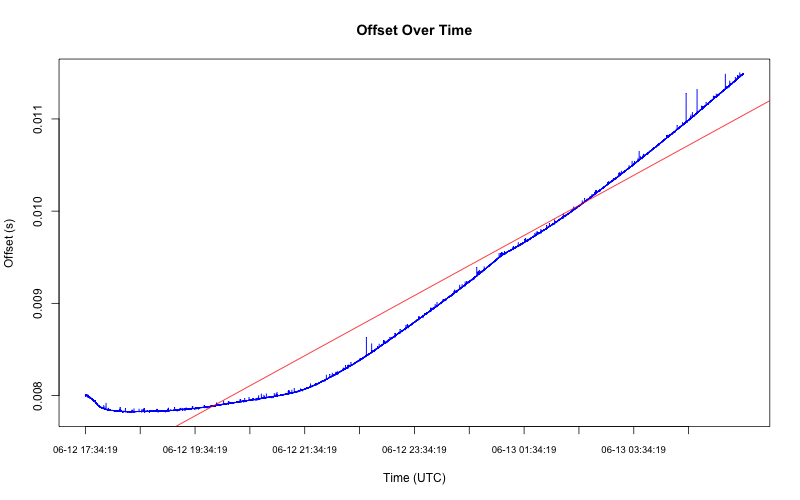 Offset Over Time
Offset (s)
0.011
0.010
0.009
0.008
06-12 17:34:19 06-12 19:34:19 06-12 21:34:19 06-12 23:34:19 06-13 01:34:19 06-13 03:34:19
Time (UTC)